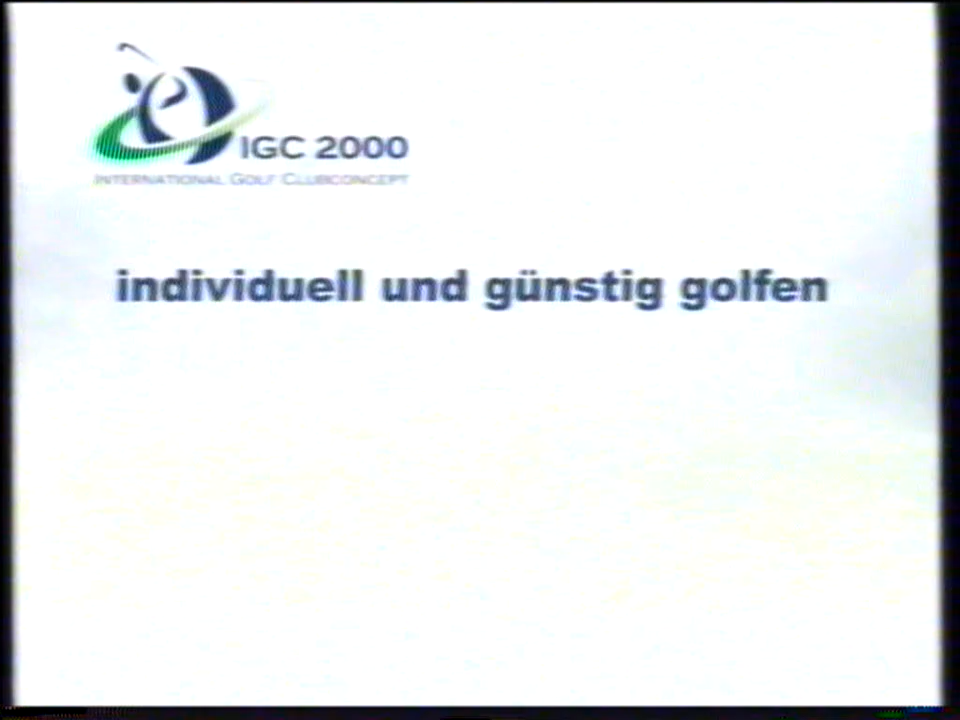 IGC 2000
INTERNATIONAL GOLF CLUBCONCEPT
individuell und günstig golfen